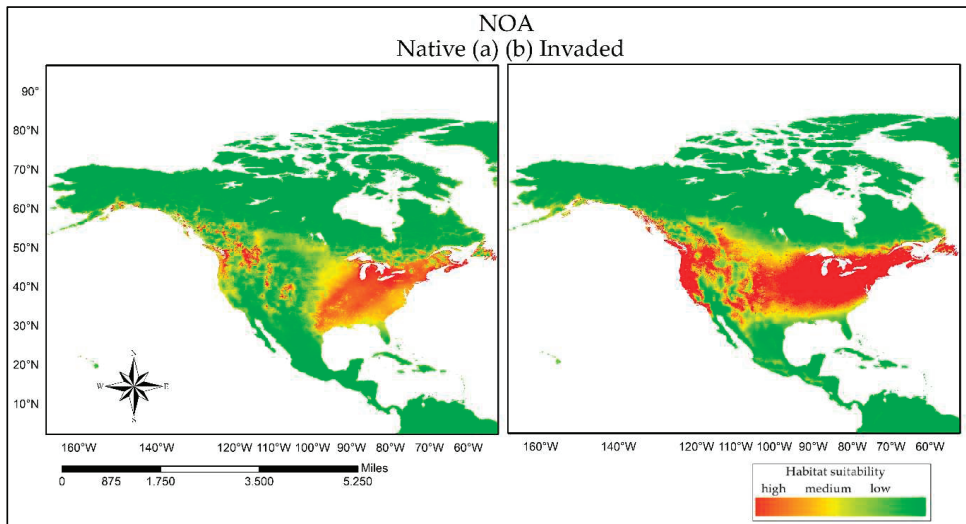 NOA
Native (a) (b) Invaded
90°
80°N
70°N
60°N
50°N
40°N
30°N
20°N
10°N
N
W E
S
160°W 140°W 120°W 110°W 100°W 90°W 80°W 70°W 60°W
160°W 140°W 120°W 110°W 100°W 90°W 80°W 70°W 60°W
Miles
0 875 1.750 3.500 5.250
Habitat suitability
high medium low